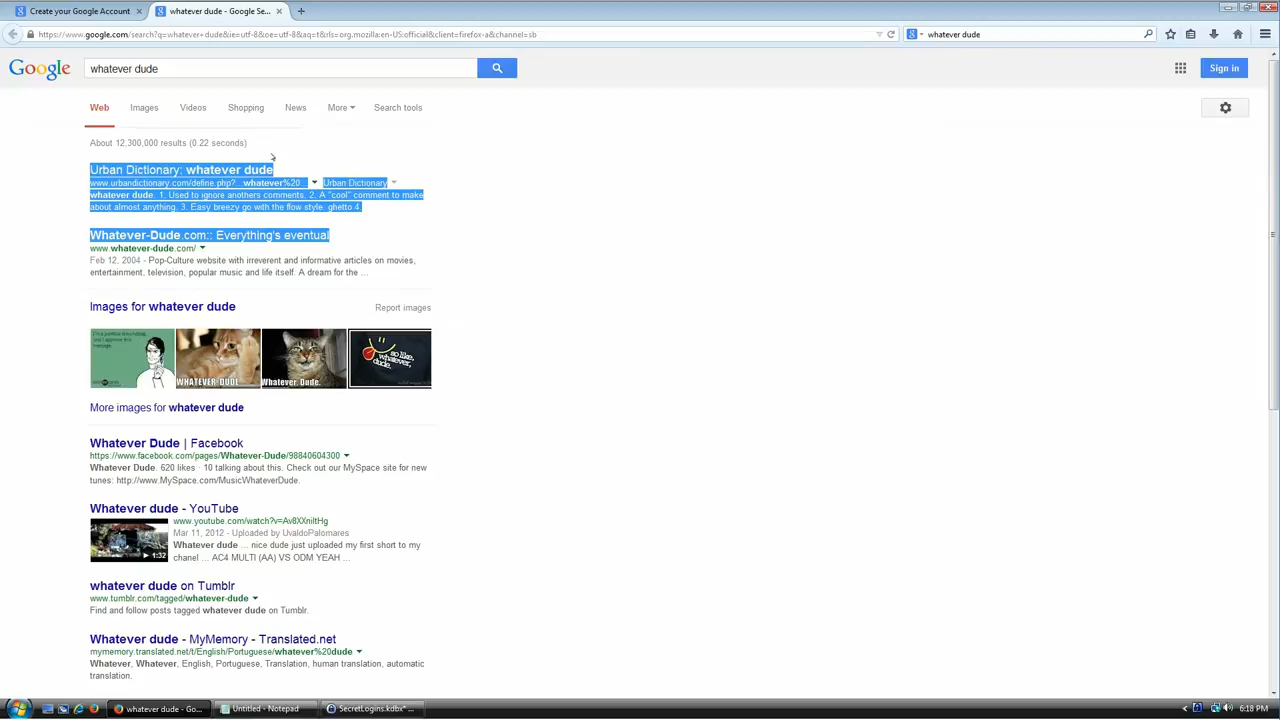 Create your Google Account
whatever dude - Google Se...
https://www.google.com/search?q=whatever+dude&ie=utf-8&oe=utf-8&aq=t&rls=org.mozilla:en-US:official&client=firefox-a&channel=sb
whatever dude
Google
whatever dude
Sign in
Web Images Videos Shopping News More Search tools
About 12,300,000 results (0.22 seconds)
Urban Dictionary: whatever dude
www.urbandictionary.com/define.php?...whatever%20... Urban Dictionary
whatever dude. 1. Used to ignore anothers comments. 2. A "cool" comment to make
about almost anything. 3. Easy breezy go with the flow style. ghetto 4.
Whatever-Dude.com:: Everything's eventual
www.whatever-dude.com/
Feb 12, 2004 - Pop-Culture website with irreverent and informative articles on movies,
entertainment, television, popular music and life itself. A dream for the ...
Images for whatever dude
Report images
WHATEVER DUDE
Whatever. Dude.
so like,
whatever,
dude.
More images for whatever dude
Whatever Dude | Facebook
https://www.facebook.com/pages/Whatever-Dude/98840604300
Whatever Dude. 620 likes · 10 talking about this. Check out our MySpace site for new
tunes: http://www.MySpace.com/MusicWhateverDude.
Whatever dude - YouTube
www.youtube.com/watch?v=Av8XXniItHg
Mar 11, 2012 - Uploaded by UvaldoPalomares
Whatever dude ... nice dude just uploaded my first short to my
chanel ... AC4 MULTI (AA) VS ODM YEAH ...
1:32
whatever dude on Tumblr
www.tumblr.com/tagged/whatever-dude
Find and follow posts tagged whatever dude on Tumblr.
Whatever dude - MyMemory - Translated.net
mymemory.translated.net/t/English/Portuguese/whatever%20dude
Whatever, Whatever, English, Portuguese, Translation, human translation, automatic
translation.
whatever dude - Go...
Untitled - Notepad
SecretLogins.kdbx* ...
6:18 PM